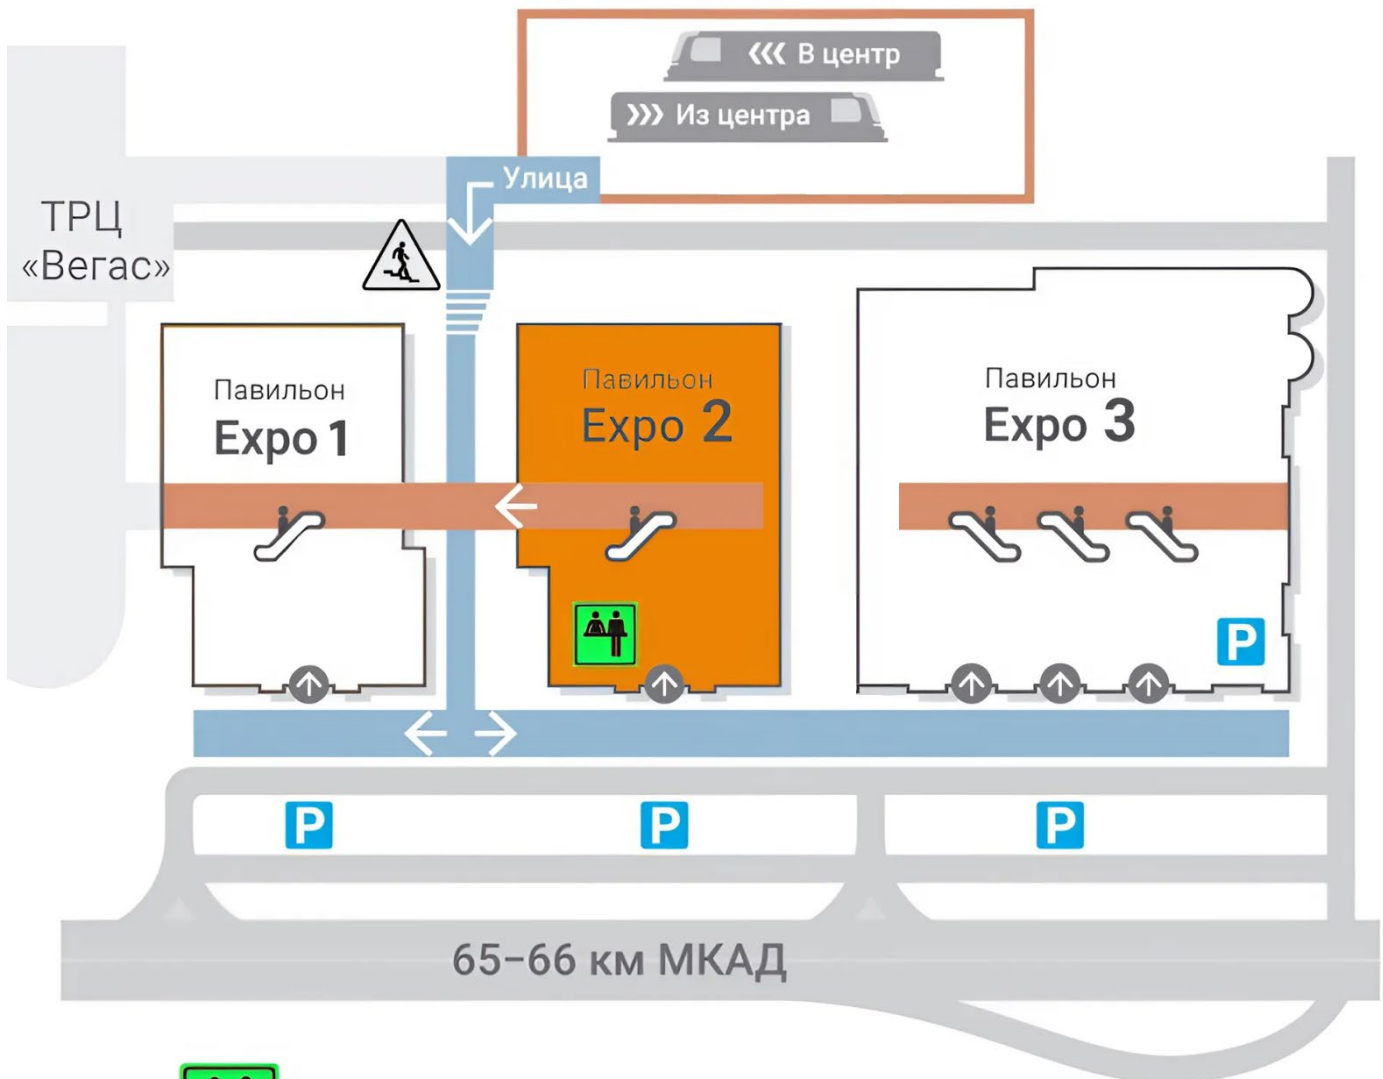 ‹‹‹ В центр
››› Из центра
Улица
ТРЦ
«Вегас»
Павильон
Expo 1
Павильон
Expo 2
Павильон
Expo 3
P
P
P
P
65-66 км МКАД